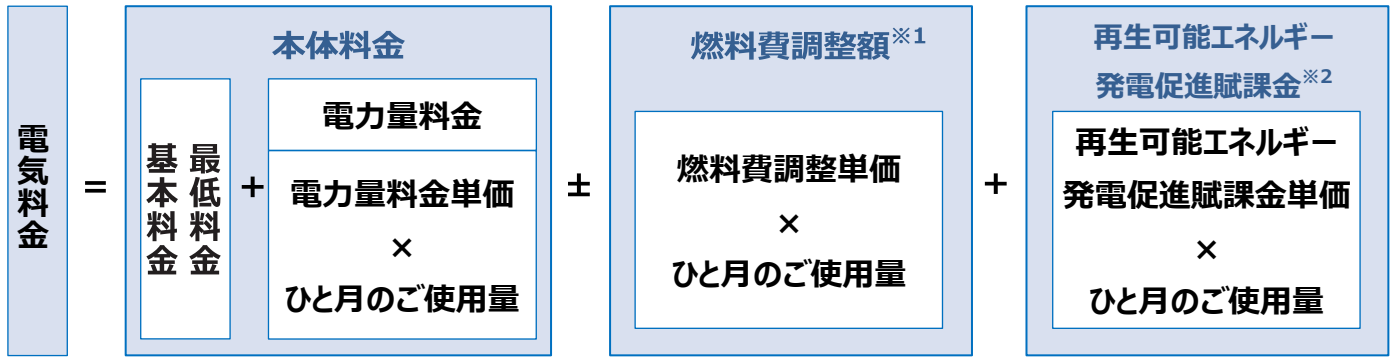 電気料金
=
本体料金
最低料金
基本料金
+
電力量料金
電力量料金単価
×
ひと月のご使用量
±
燃料費調整額※1
燃料費調整単価
×
ひと月のご使用量
+
再生可能エネルギー
発電促進賦課金※2
再生可能エネルギー
発電促進賦課金単価
×
ひと月のご使用量